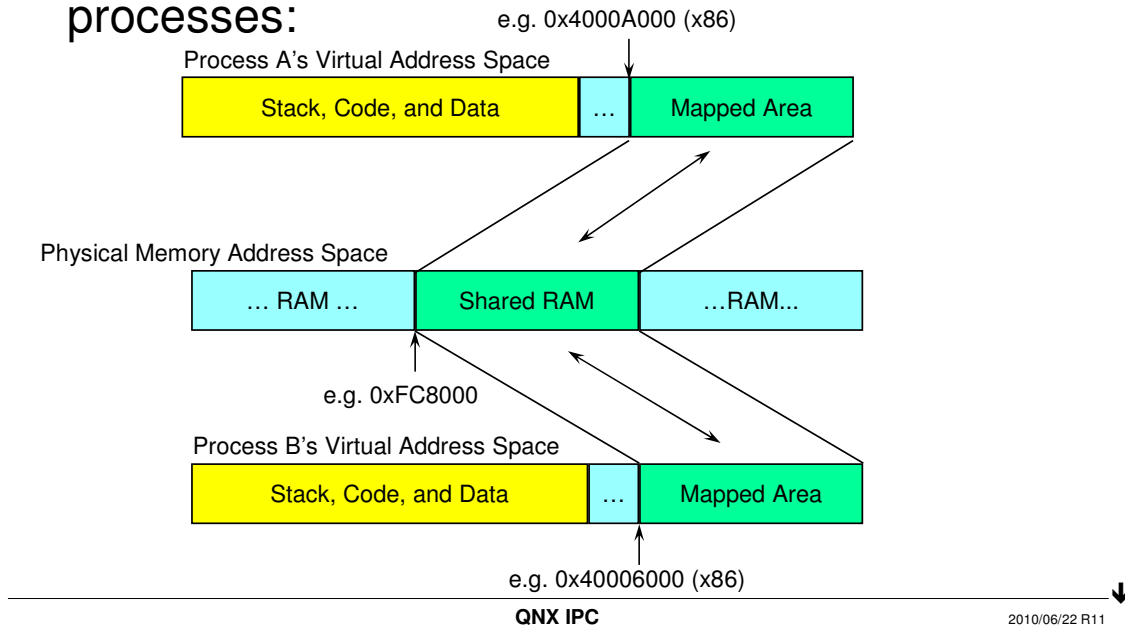 processes:
e.g. 0x4000A000 (x86)
Process A's Virtual Address Space
Stack, Code, and Data
…
Mapped Area
Physical Memory Address Space
… RAM …
Shared RAM
…RAM...
e.g. 0xFC8000
Process B's Virtual Address Space
Stack, Code, and Data
…
Mapped Area
e.g. 0x40006000 (x86)
QNX IPC
2010/06/22 R11